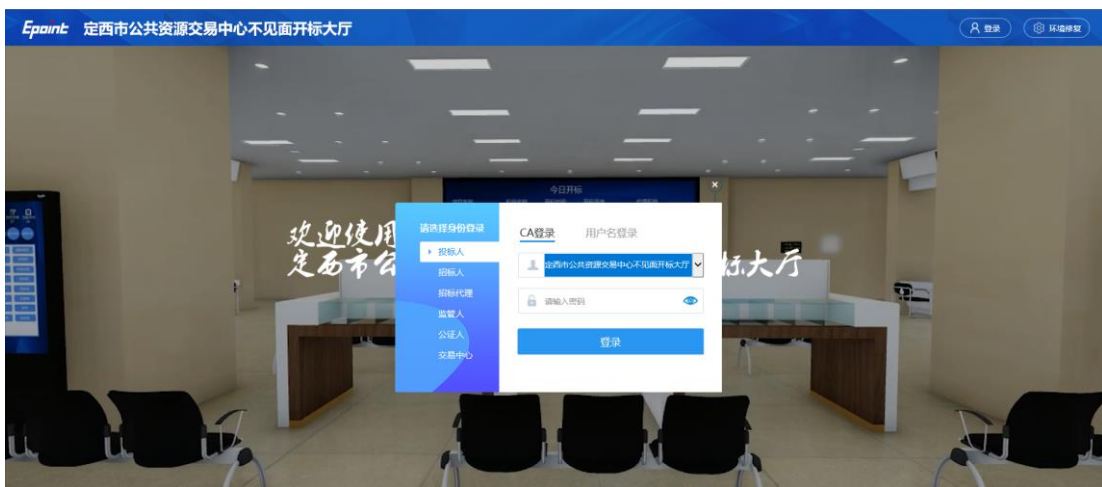 Epoint 定西市公共资源交易中心不见面开标大厅
登录
环境修复
今日开标
欢迎使用
定西市公
标大厅
请选择身份登录
投标人
招标人
招标代理
监管人
公证人
交易中心
×
CA登录 用户名登录
定西市公共资源交易中心不见面开标大厅
请输入密码
登录